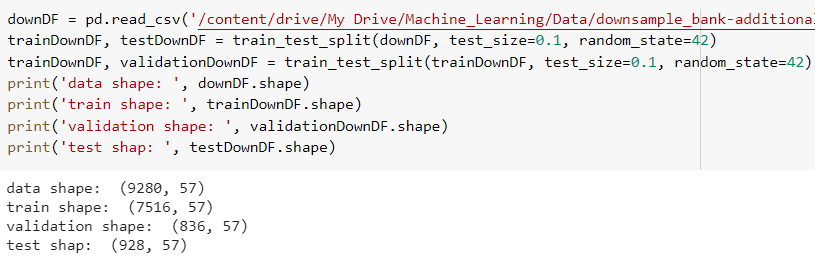 downDF = pd.read_csv('/content/drive/My Drive/Machine_Learning/Data/downsample_bank-additional
trainDownDF, testDownDF = train_test_split(downDF, test_size=0.1, random_state=42)
trainDownDF, validationDownDF = train_test_split(trainDownDF, test_size=0.1, random_state=42)
print('data shape: ', downDF.shape)
print('train shape: ', trainDownDF.shape)
print('validation shape: ', validationDownDF.shape)
print('test shap: ', testDownDF.shape)
data shape:  (9280, 57)
train shape:  (7516, 57)
validation shape:  (836, 57)
test shap:  (928, 57)